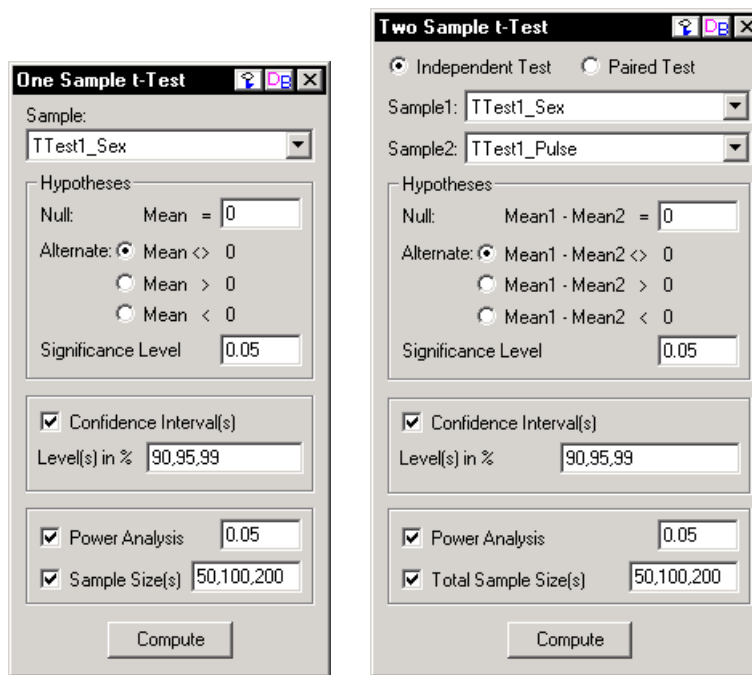 One Sample t-Test DB
Sample:
TTest1_Sex
Hypotheses
Null: Mean = 0
Alternate: Mean <> 0
Mean > 0
Mean < 0
Significance Level 0.05
Confidence Interval(s)
Level(s) in % 90,95,99
Power Analysis 0.05
Sample Size(s) 50,100,200
Compute
Two Sample t-Test DB
Independent Test Paired Test
Sample1: TTest1_Sex
Sample2: TTest1_Pulse
Hypotheses
Null: Mean1 - Mean2 = 0
Alternate: Mean1 - Mean2 <> 0
Mean1 - Mean2 > 0
Mean1 - Mean2 < 0
Significance Level 0.05
Confidence Interval(s)
Level(s) in % 90,95,99
Power Analysis 0.05
Total Sample Size(s) 50,100,200
Compute